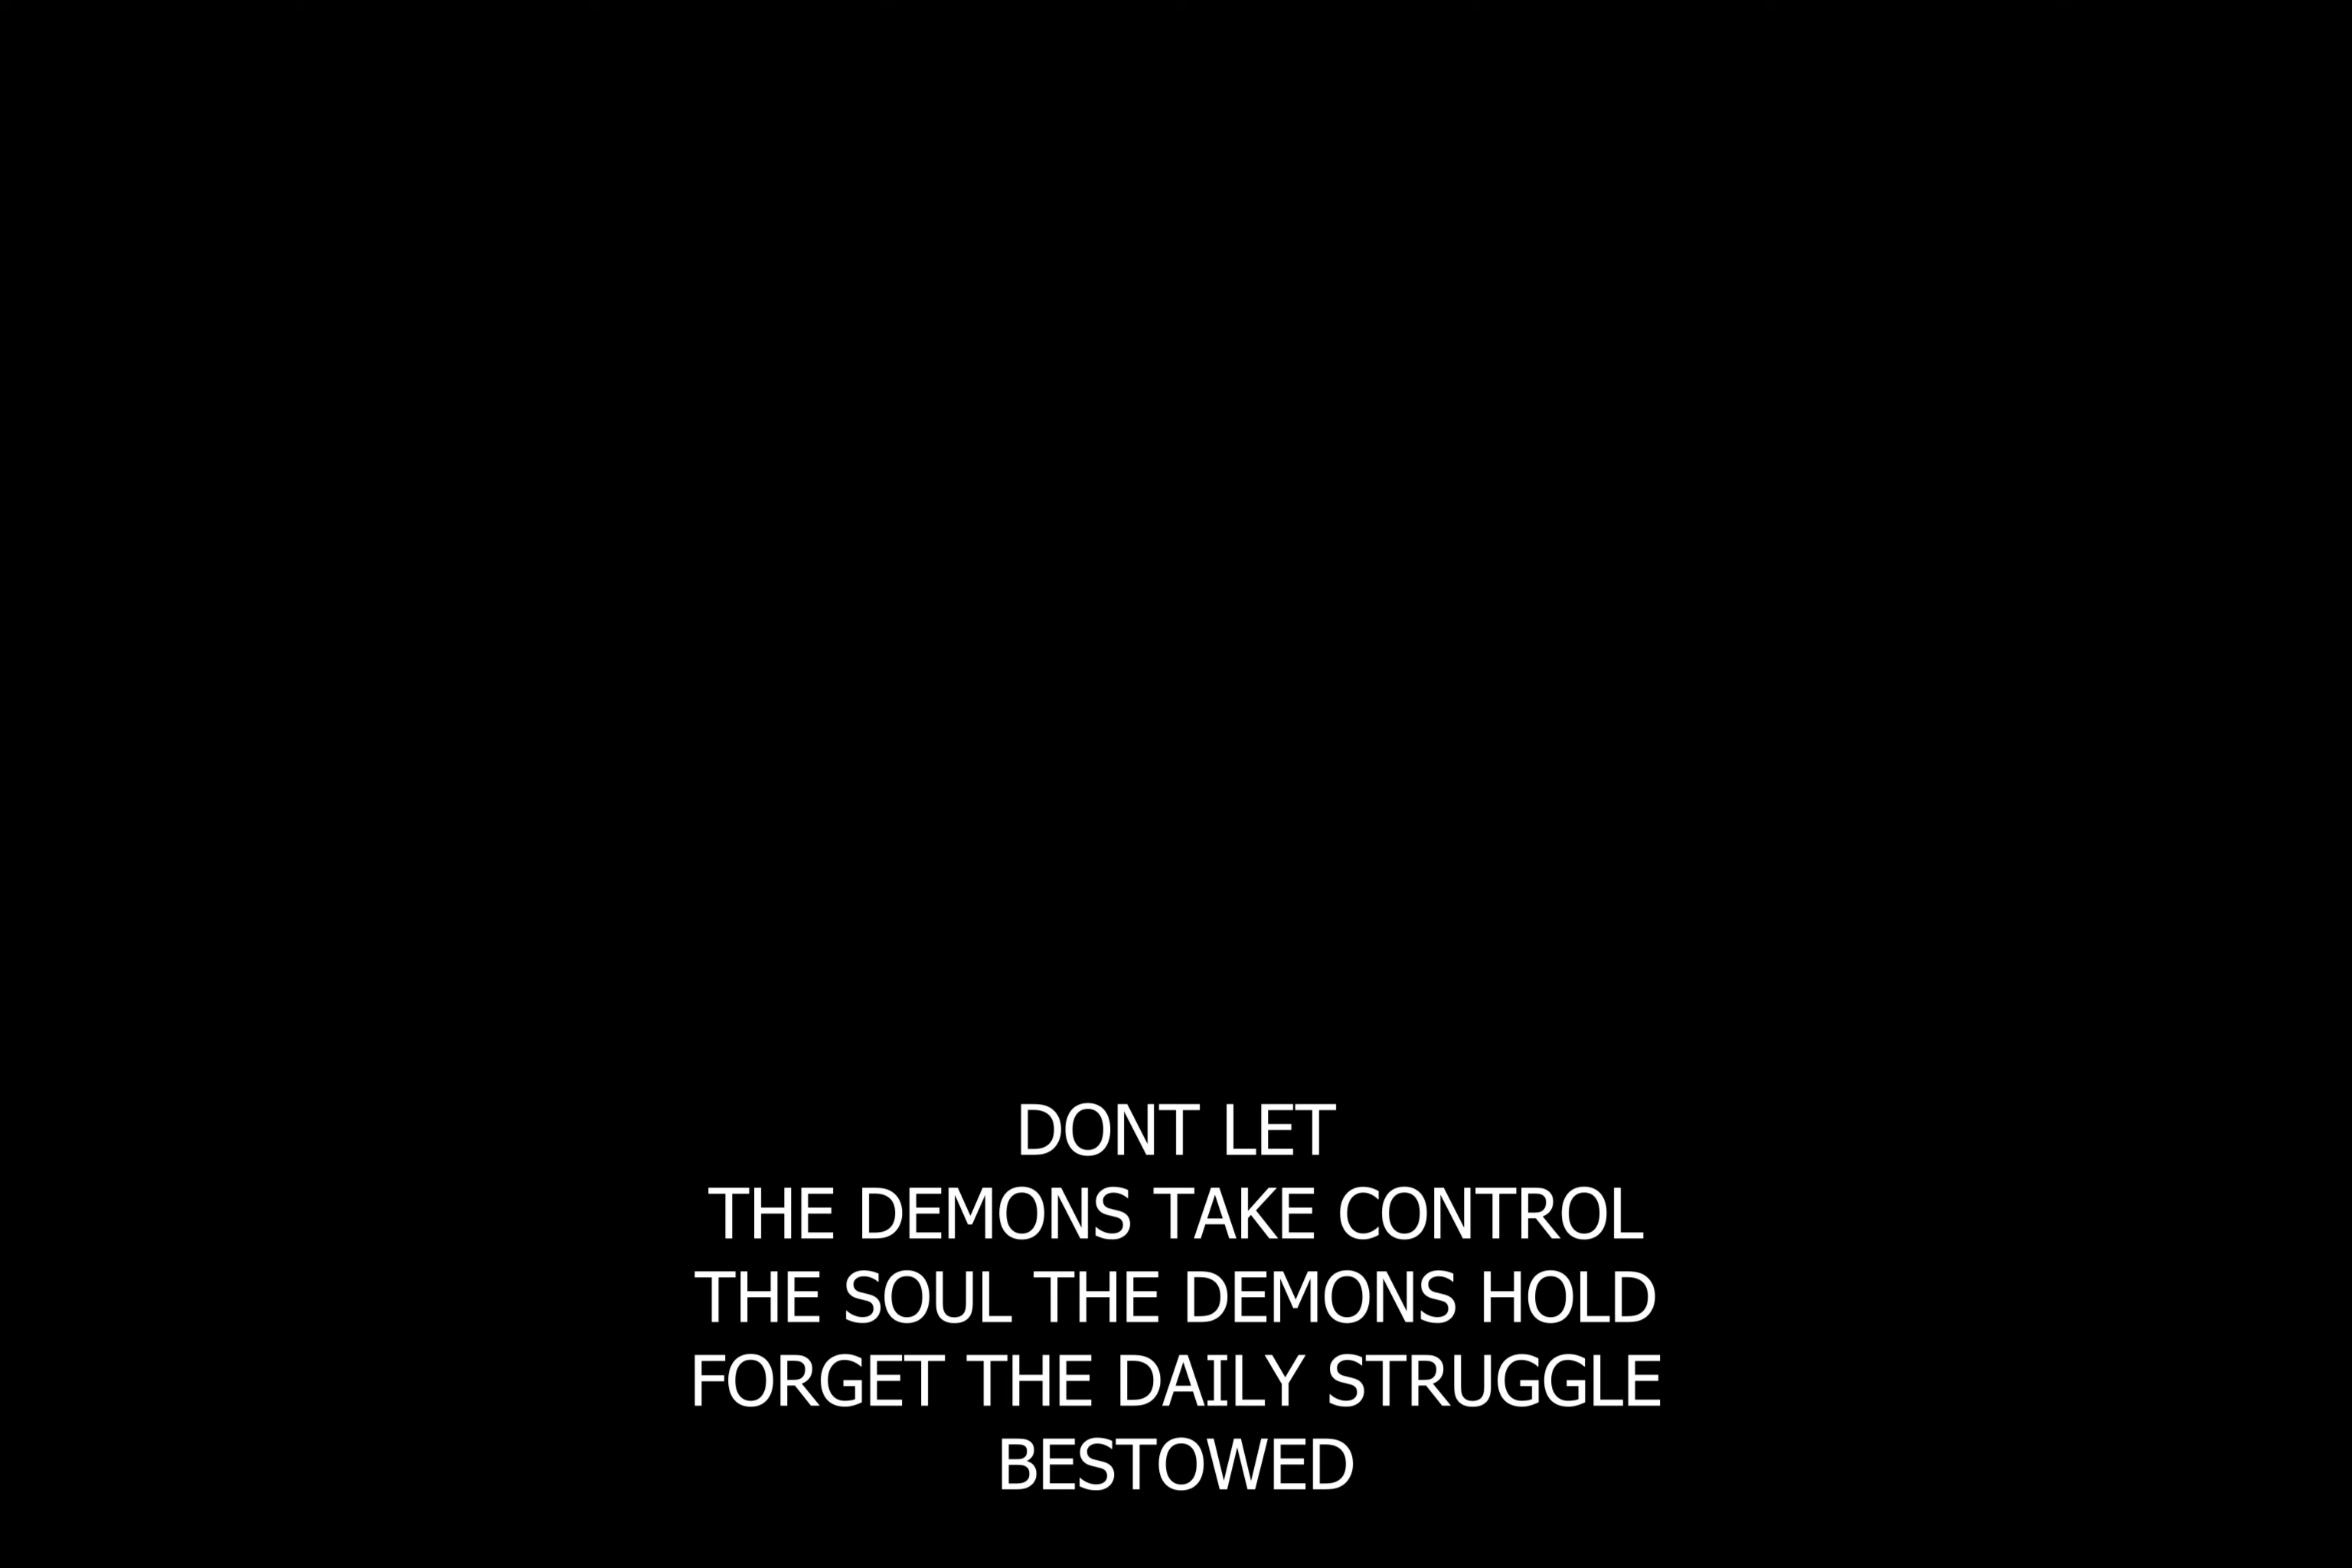 DONT LET
THE DEMONS TAKE CONTROL
THE SOUL THE DEMONS HOLD
FORGET THE DAILY STRUGGLE
BESTOWED